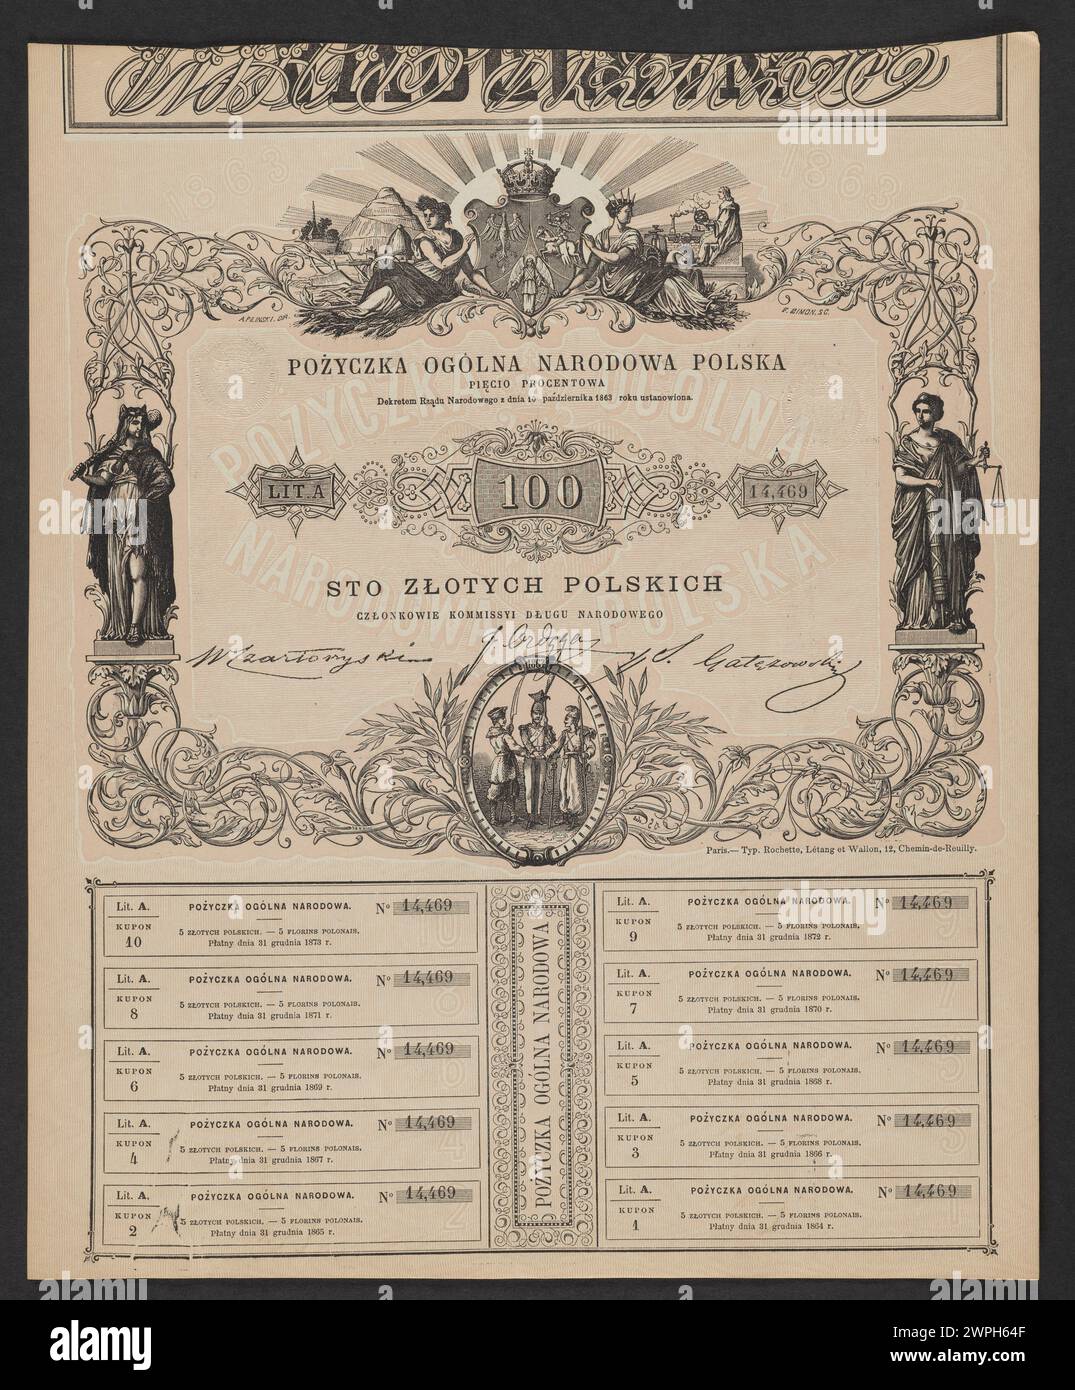 POŻYCZKA OGÓLNA NARODOWA POLSKA
PIĘCIO PROCENTOWA
Dekretem Rządu Narodowego z dnia 10 października 1863 roku ustanowiona.
LIT. A
100
14,469
STO ZŁOTYCH POLSKICH
CZŁONKOWIE KOMMISSYI DŁUGU NARODOWEGO
W Czartoryski
J. Ordęga
S. Gałęzowski
POŻYCZKA OGÓLNA
NARODOWA POLSKA
Paris.— Typ. Rochette, Létang et Wallon, 12, Chemin-de-Reuilly.
Lit. A. POŻYCZKA OGÓLNA NARODOWA. Nº 14,469
KUPON
10
5 ZŁOTYCH POLSKICH. — 5 FLORINS POLONAIS.
Płatny dnia 31 grudnia 1873 r.
Lit. A. POŻYCZKA OGÓLNA NARODOWA. Nº 14,469
KUPON
9
5 ZŁOTYCH POLSKICH. — 5 FLORINS POLONAIS.
Płatny dnia 31 grudnia 1872 r.
Lit. A. POŻYCZKA OGÓLNA NARODOWA. Nº 14,469
KUPON
8
5 ZŁOTYCH POLSKICH. — 5 FLORINS POLONAIS.
Płatny dnia 31 grudnia 1871 r.
Lit. A. POŻYCZKA OGÓLNA NARODOWA. Nº 14,469
KUPON
7
5 ZŁOTYCH POLSKICH. — 5 FLORINS POLONAIS.
Płatny dnia 31 grudnia 1870 r.
Lit. A. POŻYCZKA OGÓLNA NARODOWA. Nº 14,469
KUPON
6
5 ZŁOTYCH POLSKICH. — 5 FLORINS POLONAIS.
Płatny dnia 31 grudnia 1869 r.
Lit. A. POŻYCZKA OGÓLNA NARODOWA. Nº 14,469
KUPON
5
5 ZŁOTYCH POLSKICH. — 5 FLORINS POLONAIS.
Płatny dnia 31 grudnia 1868 r.
Lit. A. POŻYCZKA OGÓLNA NARODOWA. Nº 14,469
KUPON
4
5 ZŁOTYCH POLSKICH. — 5 FLORINS POLONAIS.
Płatny dnia 31 grudnia 1867 r.
Lit. A. POŻYCZKA OGÓLNA NARODOWA. Nº 14,469
KUPON
3
5 ZŁOTYCH POLSKICH. — 5 FLORINS POLONAIS.
Płatny dnia 31 grudnia 1866 r.
Lit. A. POŻYCZKA OGÓLNA NARODOWA. Nº 14,469
KUPON
2
5 ZŁOTYCH POLSKICH. — 5 FLORINS POLONAIS.
Płatny dnia 31 grudnia 1865 r.
Lit. A. POŻYCZKA OGÓLNA NARODOWA. Nº 14,469
KUPON
1
5 ZŁOTYCH POLSKICH. — 5 FLORINS POLONAIS.
Płatny dnia 31 grudnia 1864 r.
POŻYCZKA OGÓLNA NARODOWA
alamy
Image ID: 2WPH64F
www.alamy.com